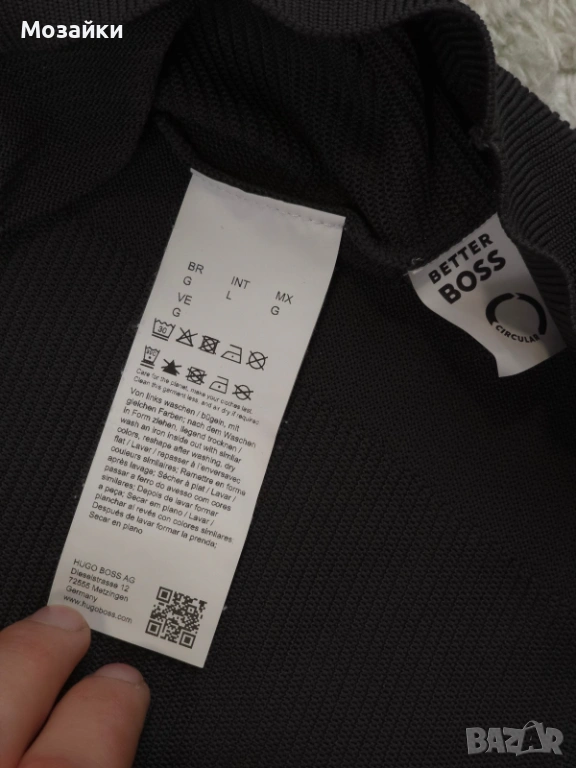 Мозайки
BETTER
BOSS
CIRCULAR
BR INT MX
G L G
VE
G
30
Care for the planet, make your clothes last.
Clean this garment less, and air dry if required.
Von links waschen / bügeln, mit
gleichen Farben; nach dem Waschen
in Form ziehen, liegend trocknen /
wash an iron inside out with similar
colors, reshape after washing, dry
flat / Laver / repasser à l'envers avec
couleurs similaires; Remettre en forme
après lavage; Sécher à plat / Lavar /
passar a ferro do avesso com cores
similares; Depois de lavar formar
a peça; Secar em plano / Lavar /
planchar al revés con colores similares;
Después de lavar formar la prenda;
Secar en plano
HUGO BOSS AG
Dieselstrasse 12
72555 Metzingen
Germany
www.hugoboss.com
BAZAR